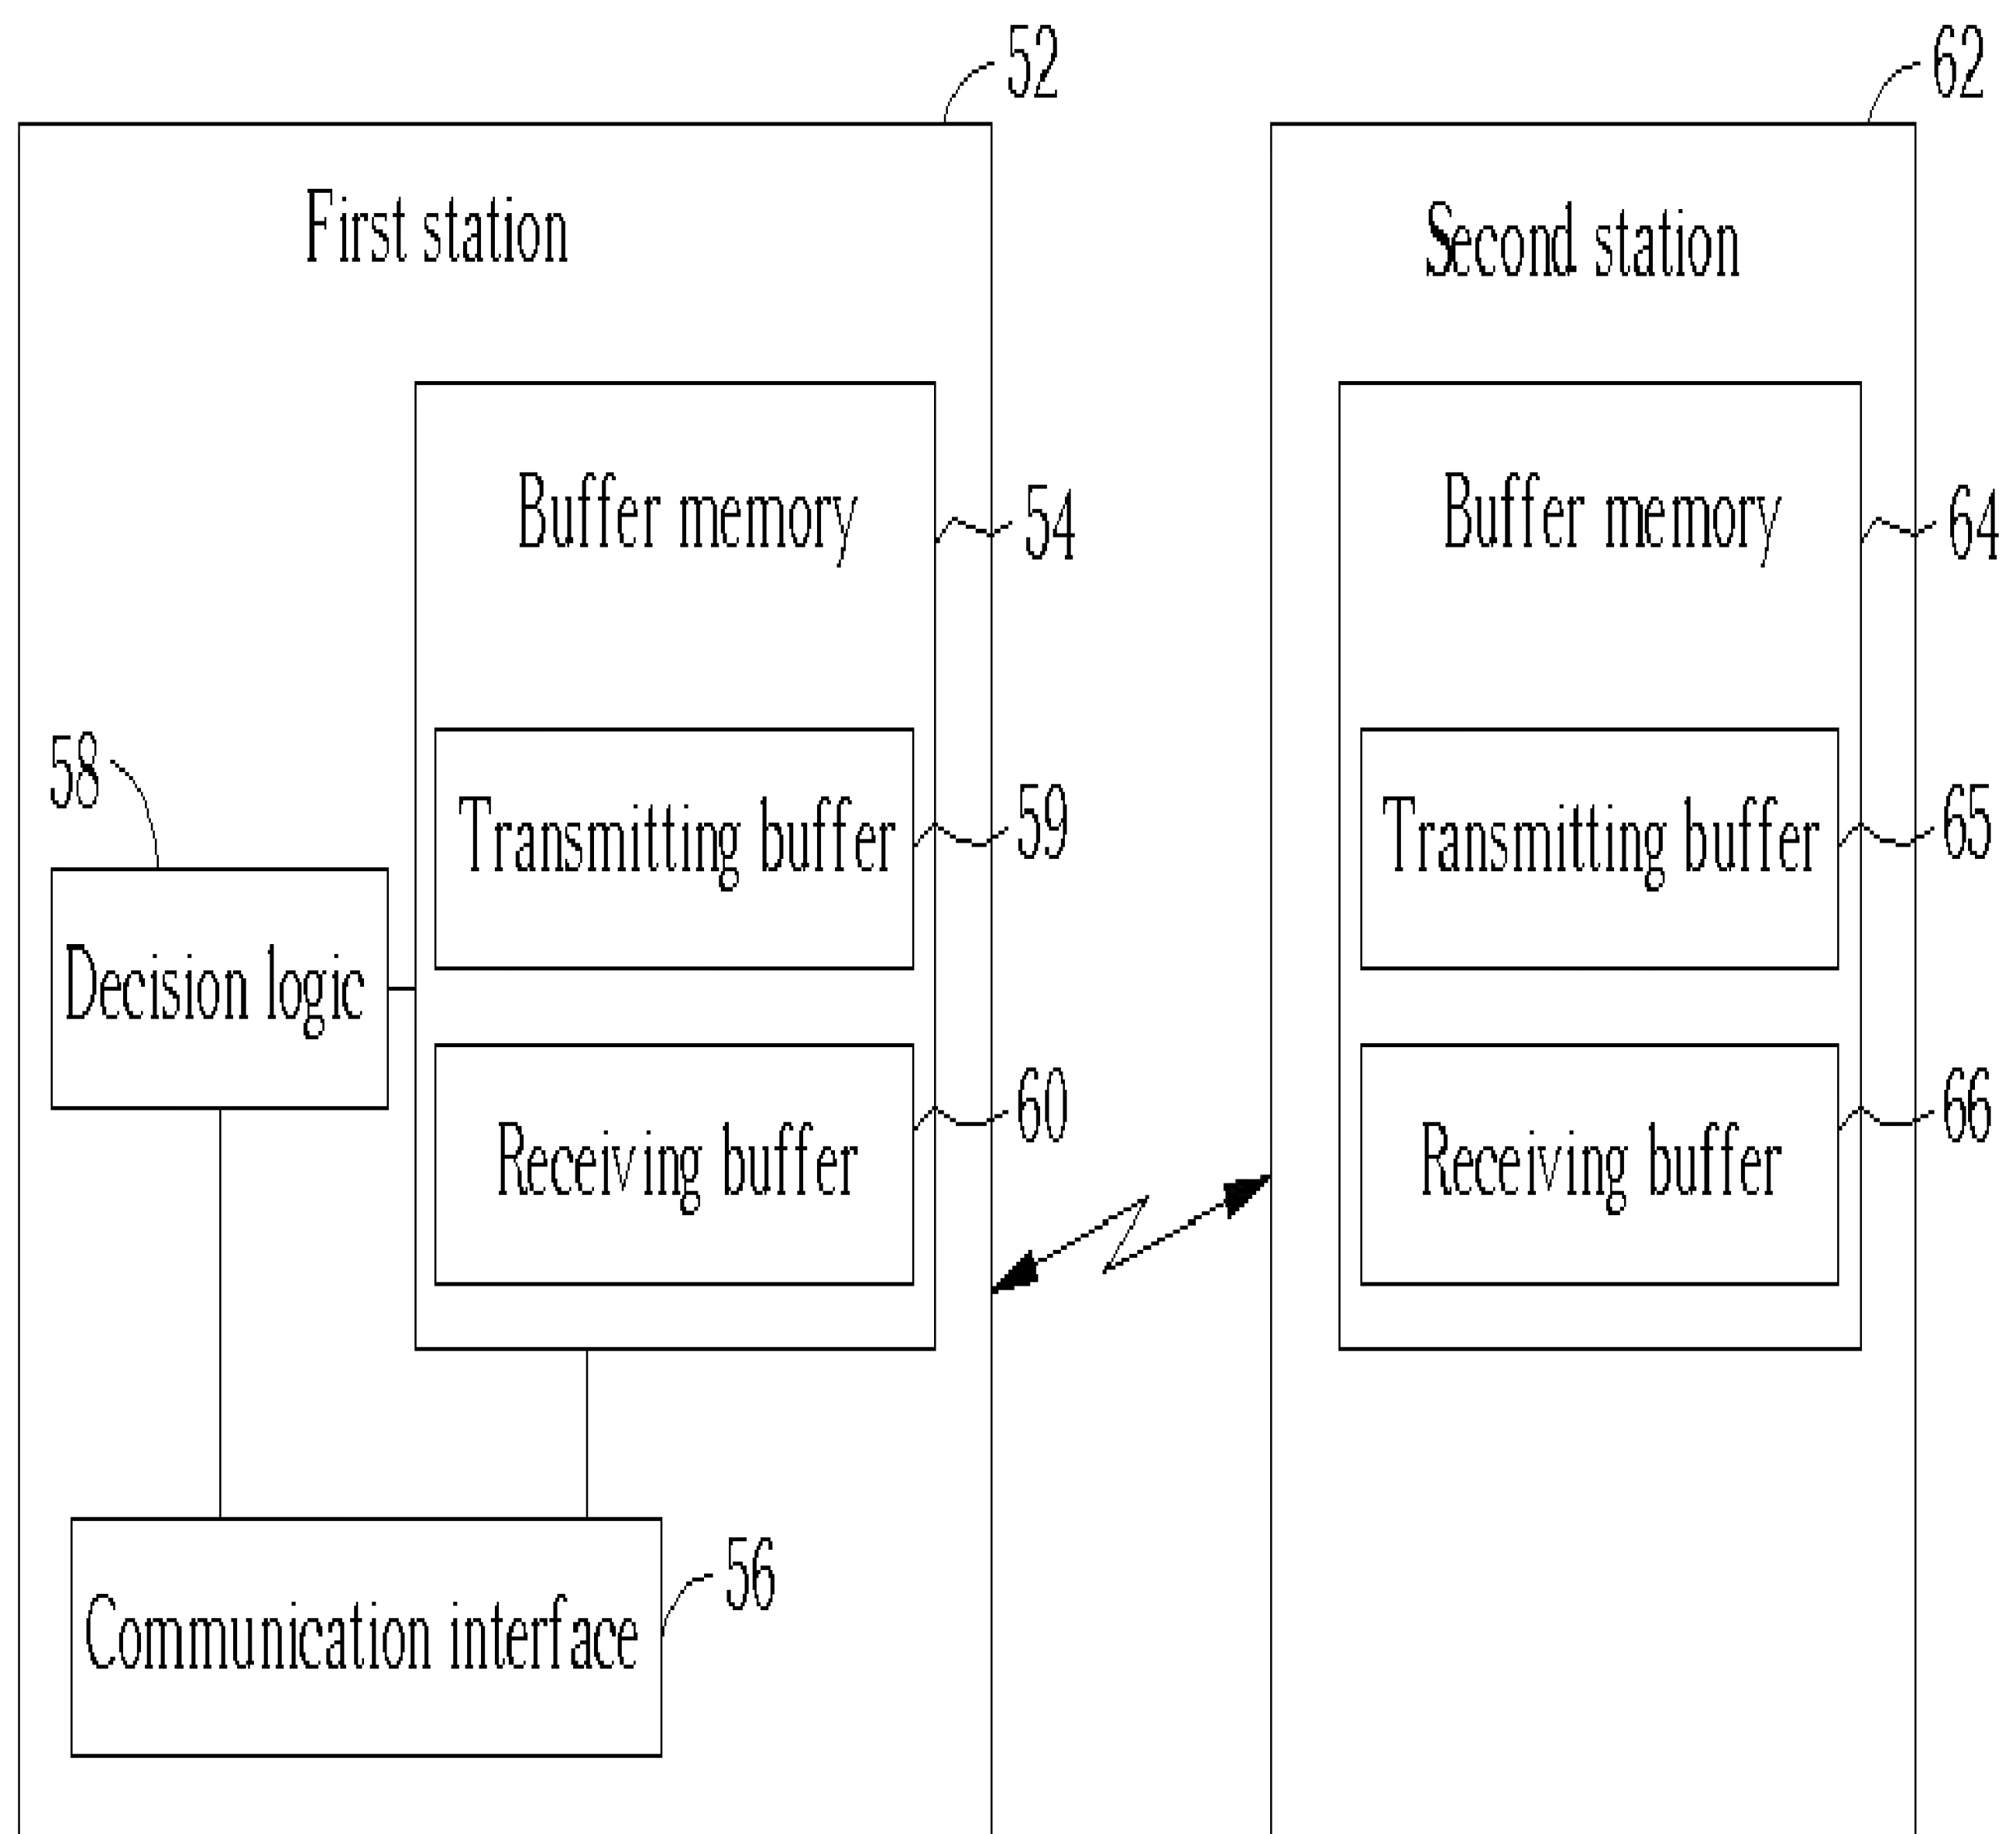 52
62
First station
Second station
Buffer memory
54
Buffer memory
64
58
Transmitting buffer
59
Transmitting buffer
65
Decision logic
60
66
Receiving buffer
Receiving buffer
56
Communication interface